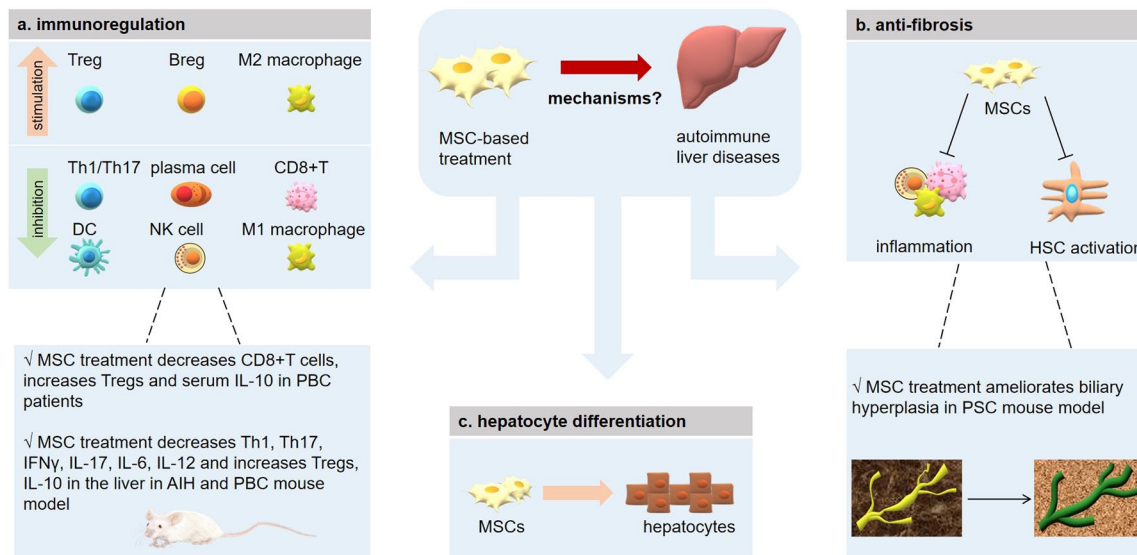 a. immunoregulation
stimulation
Treg
Breg
M2 macrophage
inhibition
Th1/Th17
plasma cell
CD8+T
DC
NK cell
M1 macrophage
√ MSC treatment decreases CD8+T cells,
increases Tregs and serum IL-10 in PBC
patients
√ MSC treatment decreases Th1, Th17,
IFNγ, IL-17, IL-6, IL-12 and increases Tregs,
IL-10 in the liver in AIH and PBC mouse
model
mechanisms?
MSC-based
treatment
autoimmune
liver diseases
c. hepatocyte differentiation
MSCs
hepatocytes
b. anti-fibrosis
MSCs
inflammation
HSC activation
√ MSC treatment ameliorates biliary
hyperplasia in PSC mouse model